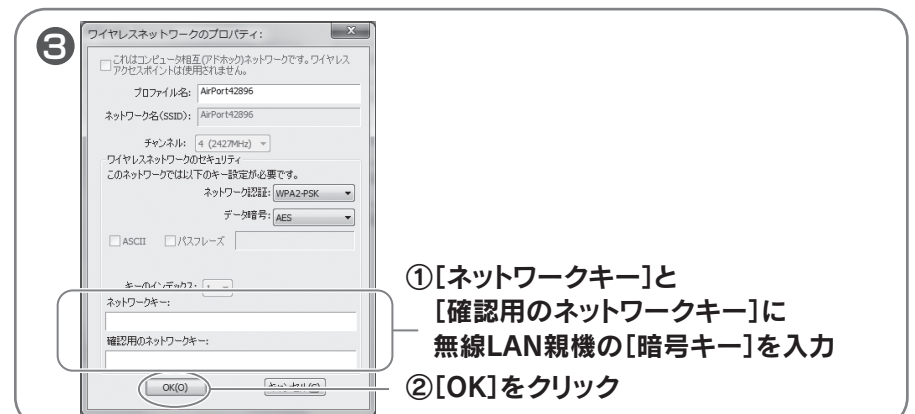 ③
ワイヤレスネットワークのプロパティ:
これはコンピュータ相互(アドホック)ネットワークです。ワイヤレス
アクセスポイントは使用されません。
プロファイル名: AirPort42896
ネットワーク名(SSID): AirPort42896
チャンネル: 4 (2427MHz)
ワイヤレスネットワークのセキュリティ
このネットワークでは以下のキー設定が必要です。
ネットワーク認証: WPA2-PSK
データ暗号: AES
ASCII パスフレーズ
キーのインデックス: 1
ネットワークキー:
確認用のネットワークキー:
OK(O) キャンセル(C)
①[ネットワークキー]と
[確認用のネットワークキー]に
無線LAN親機の[暗号キー]を入力
②[OK]をクリック